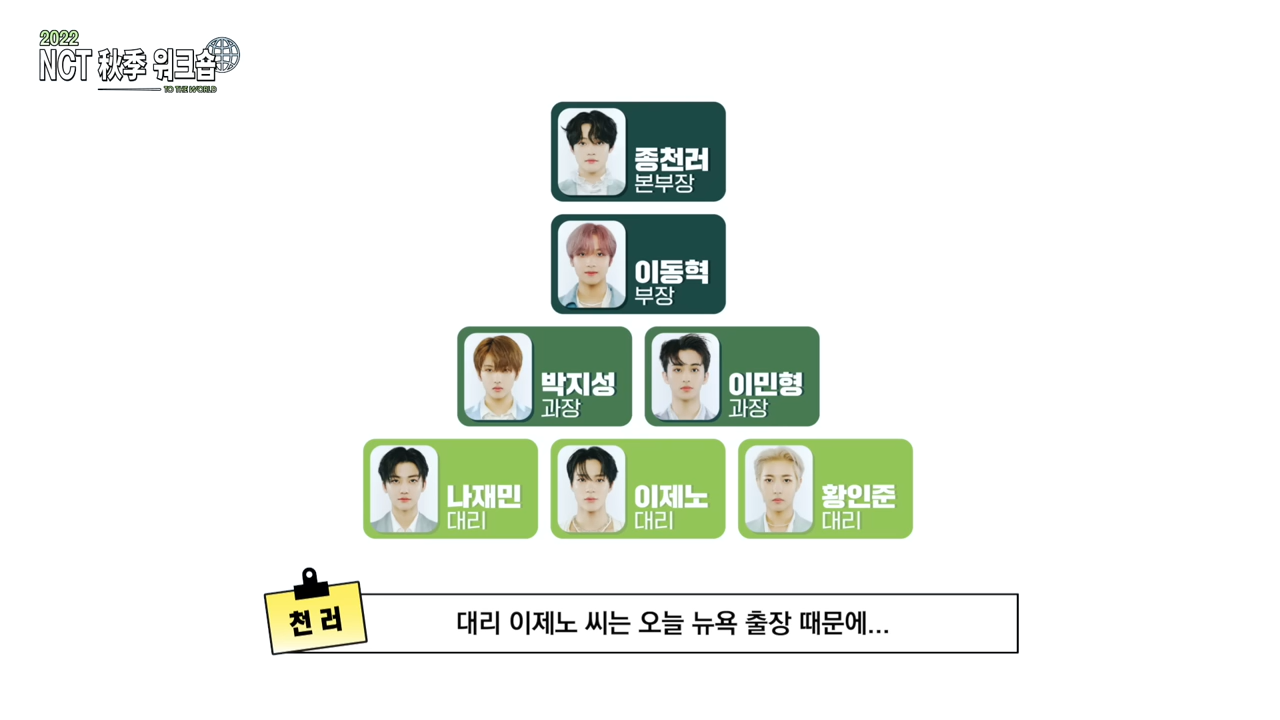 2022
NCT 秋季 워크숍
TO THE WORLD
종천러
본부장
이동혁
부장
박지성
과장
이민형
과장
나재민
대리
이제노
대리
황인준
대리
천러
대리 이제노 씨는 오늘 뉴욕 출장 때문에...